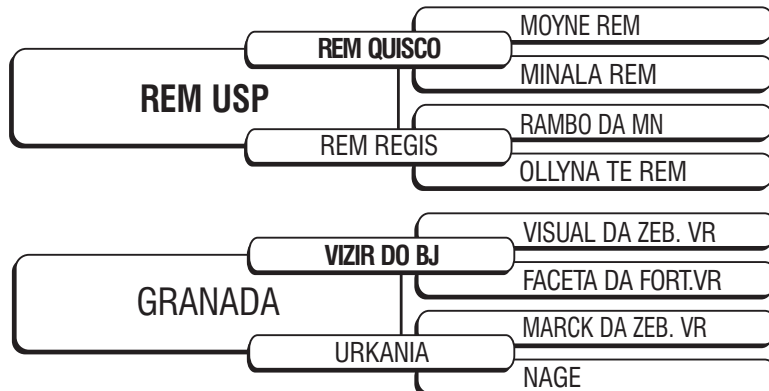 MOYNE REM
REM QUISCO
MINALA REM
REM USP
RAMBO DA MN
REM REGIS
OLLYNA TE REM
VISUAL DA ZEB. VR
VIZIR DO BJ
FACETA DA FORT.VR
GRANADA
MARCK DA ZEB. VR
URKANIA
NAGE